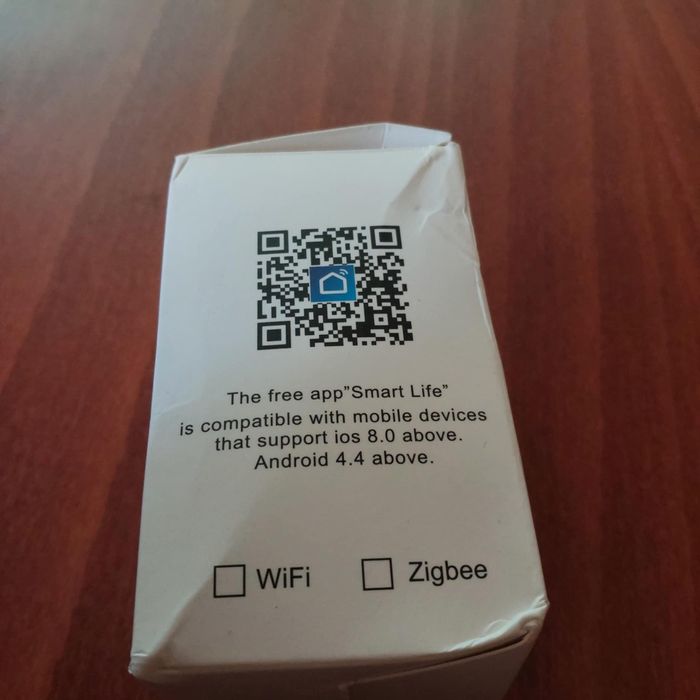 The free app"Smart Life"
is compatible with mobile devices
that support ios 8.0 above.
Android 4.4 above.
WiFi Zigbee